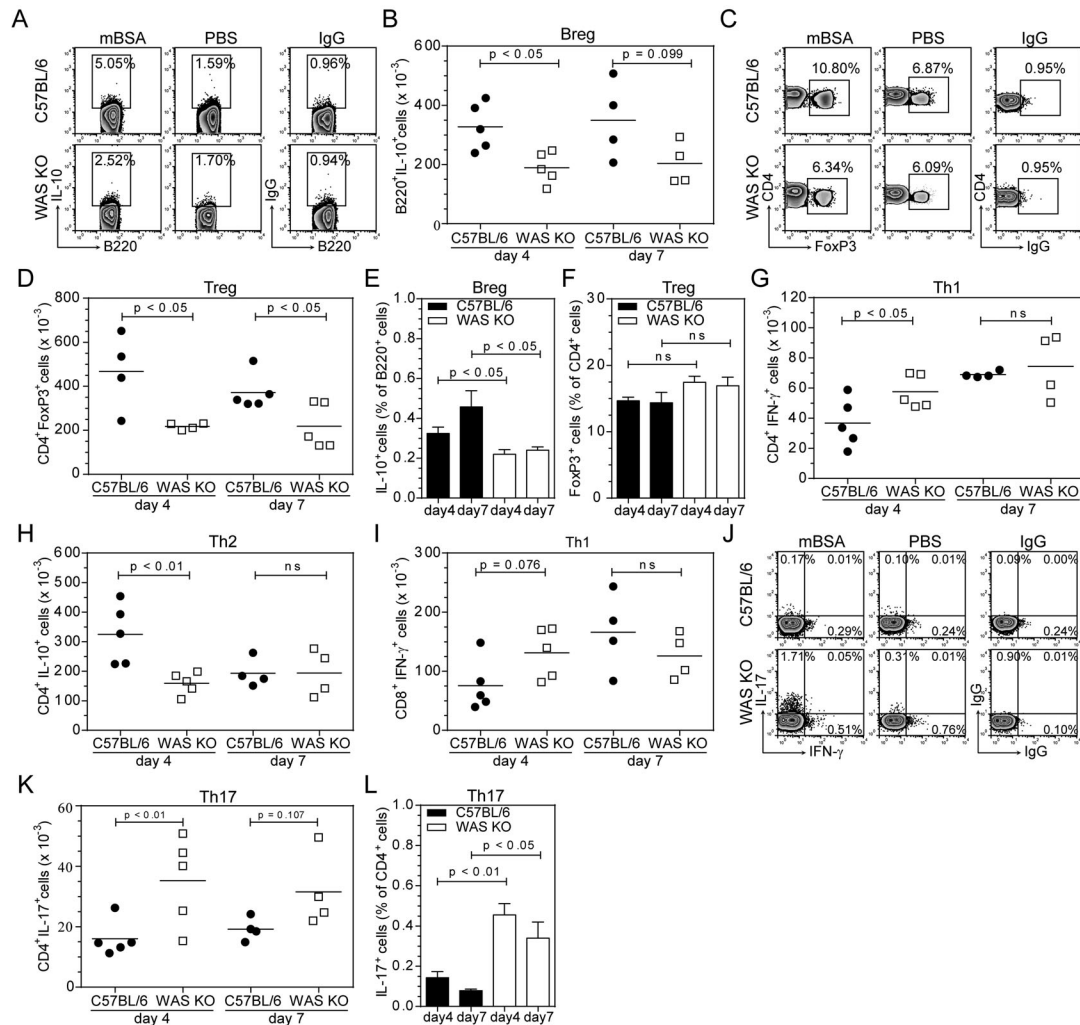 A
mBSA PBS IgG
C57BL/6
5.05% 1.59% 0.96%
WAS KO
2.52% 1.70% 0.94%
IL-10
IgG
B220 B220
B
Breg
p < 0.05 p = 0.099
B220+IL-10+cells (x 10-3)
600
400
200
0
C57BL/6 WAS KO C57BL/6 WAS KO
day 4 day 7
C
mBSA PBS IgG
C57BL/6
10.80% 6.87% 0.95%
WAS KO
6.34% 6.09% 0.95%
CD4
CD4
FoxP3 IgG
D
Treg
p < 0.05 p < 0.05
CD4+FoxP3+ cells (x 10-3)
800
600
400
200
0
C57BL/6 WAS KO C57BL/6 WAS KO
day 4 day 7
E
Breg
C57BL/6
WAS KO
p < 0.05
p < 0.05
IL-10+cells (% of B220+ cells)
1.0
0.8
0.6
0.4
0.2
0.0
day4 day7 day4 day7
F
Treg
C57BL/6
WAS KO
ns
ns
FoxP3+ cells (% of CD4+ cells)
30
20
10
0
day4 day7 day4 day7
G
Th1
p < 0.05 ns
CD4+ IFN-γ+ cells (x 10-3)
120
100
80
60
40
20
0
C57BL/6 WAS KO C57BL/6 WAS KO
day 4 day 7
H
Th2
p < 0.01 ns
CD4+ IL-10+ cells (x 10-3)
600
500
400
300
200
100
0
C57BL/6 WAS KO C57BL/6 WAS KO
day 4 day 7
I
Th1
p = 0.076 ns
CD8+ IFN-γ+ cells (x 10-3)
300
200
100
0
C57BL/6 WAS KO C57BL/6 WAS KO
day 4 day 7
J
mBSA PBS IgG
C57BL/6
0.17% 0.01% 0.10% 0.01% 0.09% 0.00%
0.29% 0.24% 0.24%
WAS KO
1.71% 0.05% 0.31% 0.01% 0.90% 0.01%
0.51% 0.76% 0.10%
IL-17
IgG
IFN-γ IgG
K
Th17
p < 0.01 p = 0.107
CD4+IL-17+cells (x 10-3)
60
40
20
0
C57BL/6 WAS KO C57BL/6 WAS KO
day 4 day 7
L
Th17
C57BL/6
WAS KO
p < 0.05
p < 0.01
IL-17+ cells (% of CD4+ cells)
1.0
0.8
0.6
0.4
0.2
0.0
day4 day7 day4 day7